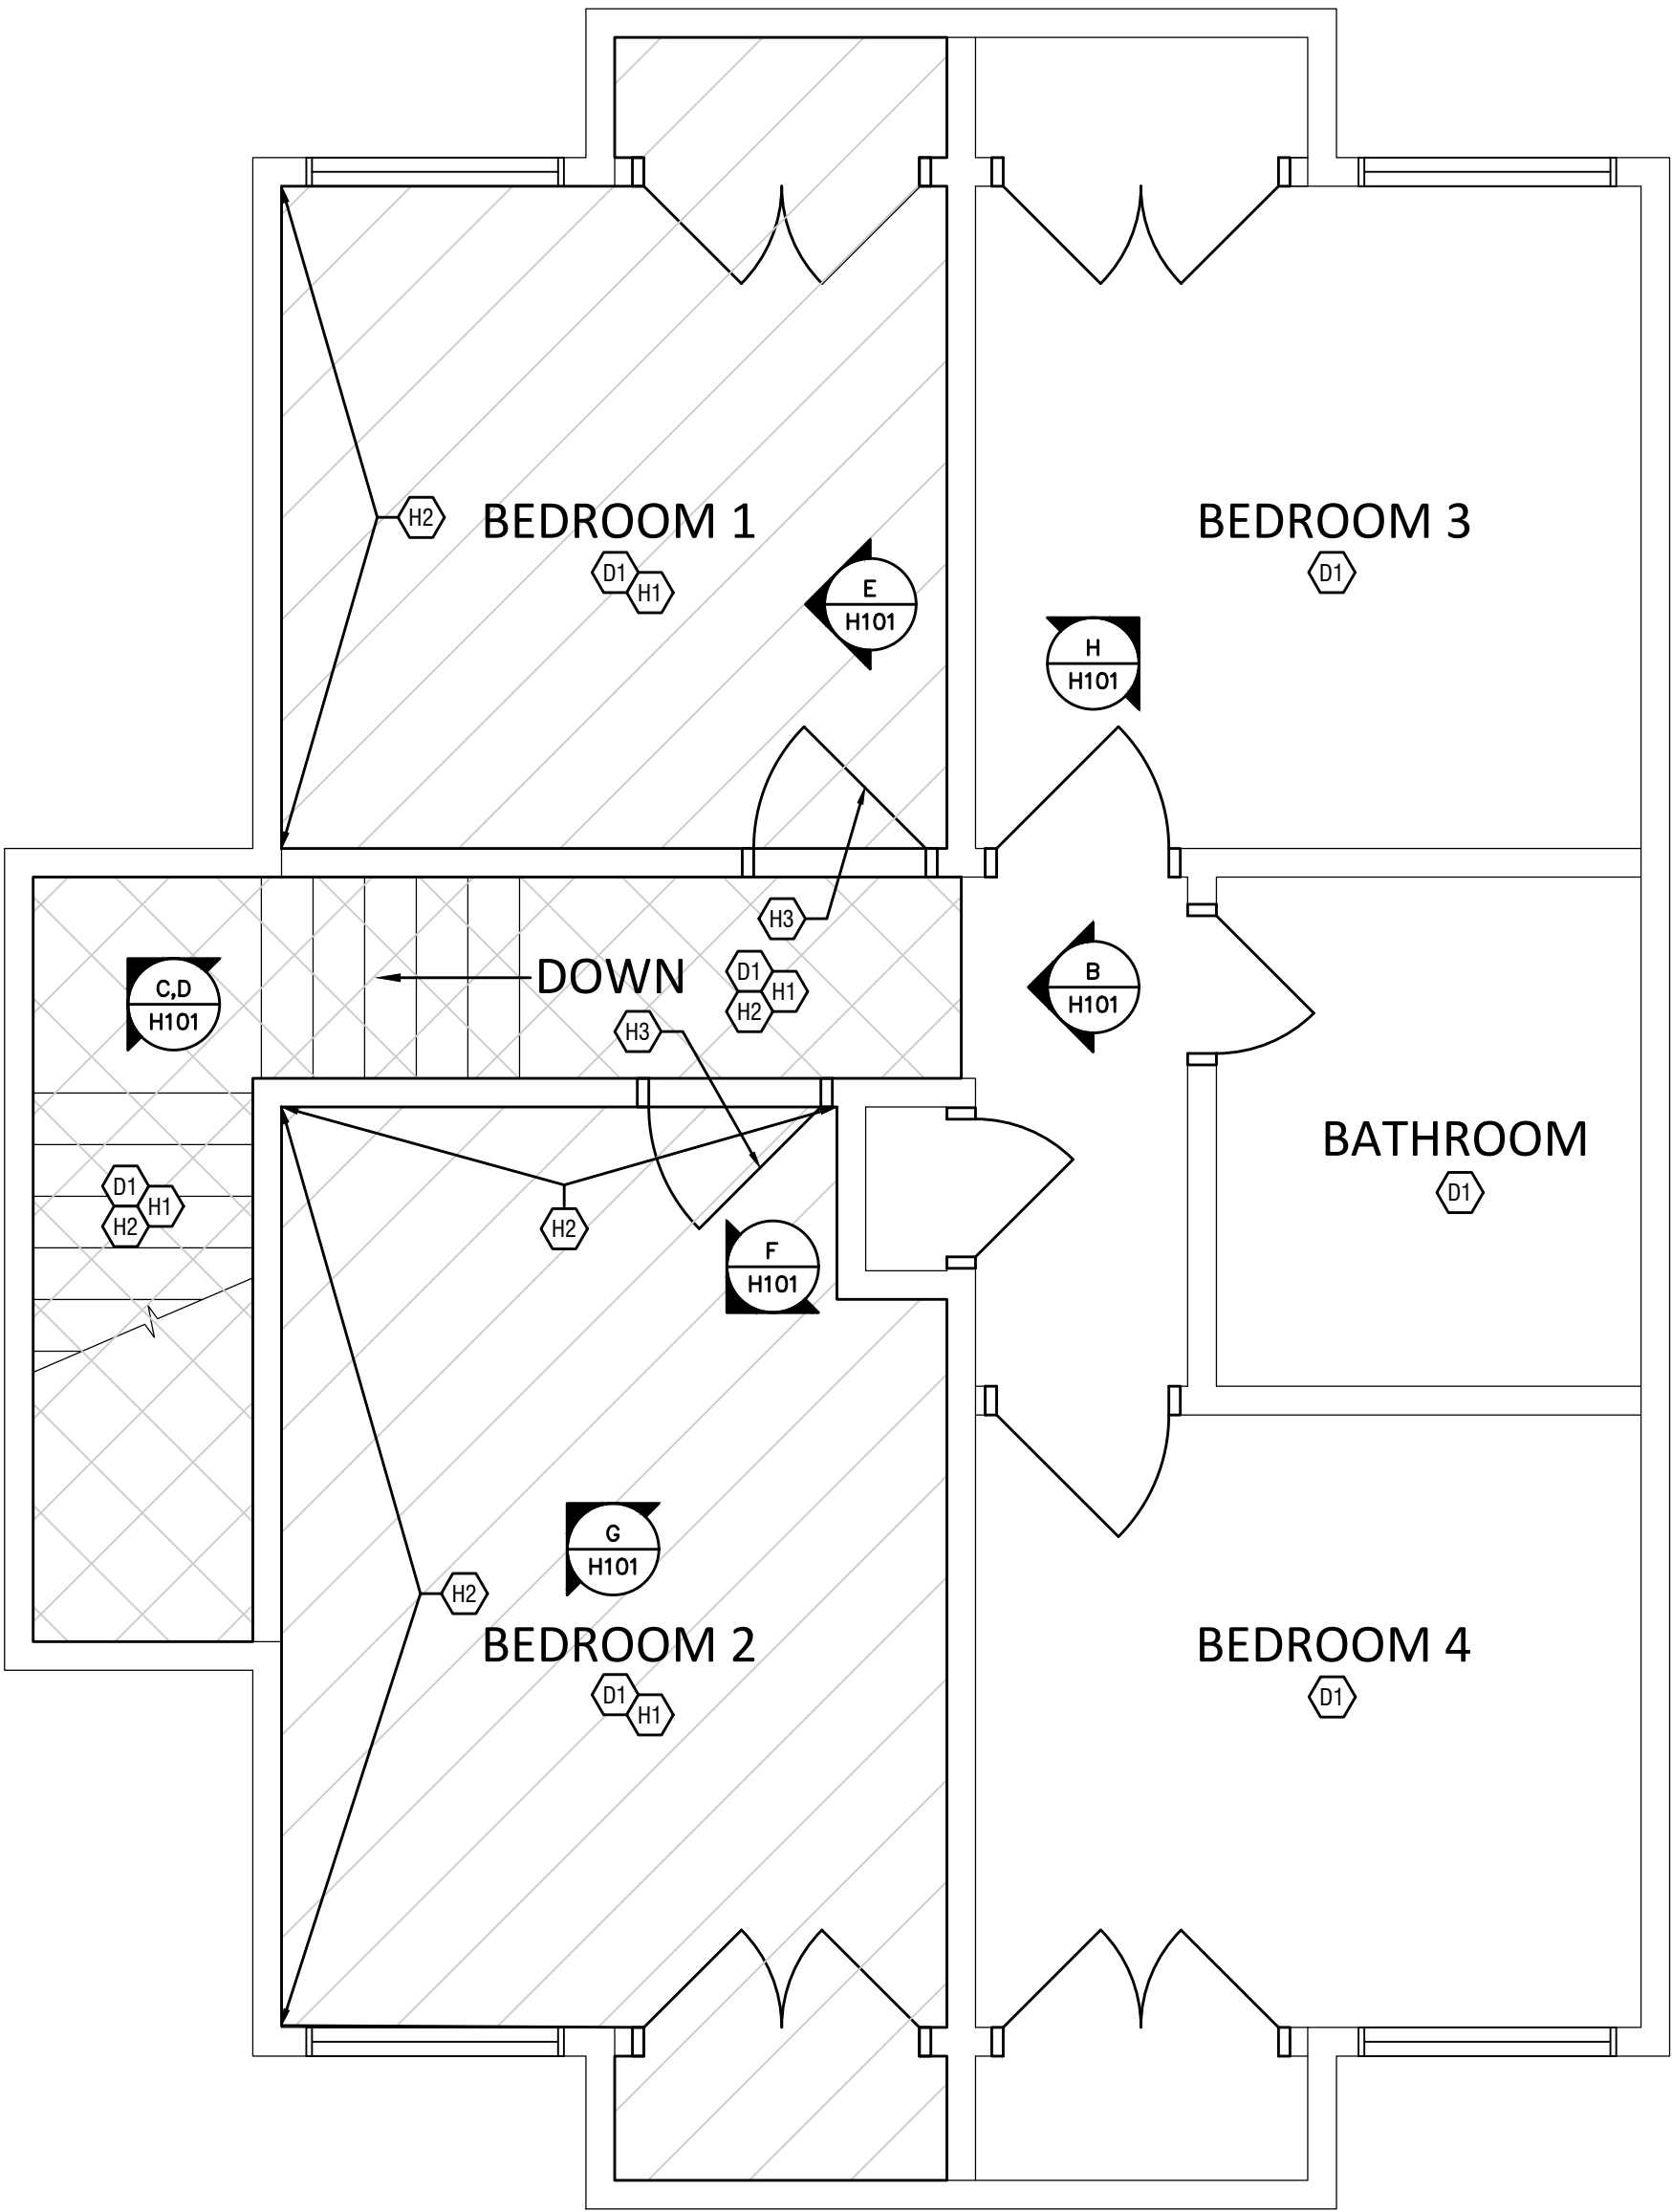 H2
BEDROOM 1
D1
H1
E
H101
BEDROOM 3
D1
H
H101
H3
C,D
H101
DOWN
D1
H1
H2
B
H101
H3
BATHROOM
D1
D1
H1
H2
H2
F
H101
G
H101
H2
BEDROOM 2
D1
H1
BEDROOM 4
D1